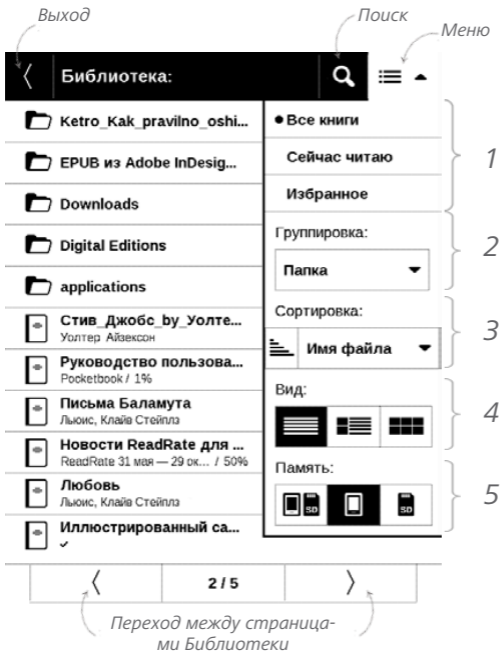 Выход
Поиск
Меню
Библиотека:
Ketro_Kak_pravilno_oshi...
EPUB из Adobe InDesig...
Downloads
Digital Editions
applications
Стив_Джобс_by_Уолте...
Уолтер Айзексон
Руководство пользова...
Pocketbook / 1%
Письма Баламута
Льюис, Клайв Стейплз
Новости ReadRate для ...
ReadRate 31 мая — 29 ок... / 50%
Любовь
Льюис, Клайв Стейплз
Иллюстрированный са...
Все книги
Сейчас читаю
Избранное
1
Группировка:
Папка
2
Сортировка:
Имя файла
3
Вид:
4
Память:
SD
SD
5
2 / 5
Переход между страница-
ми Библиотеки